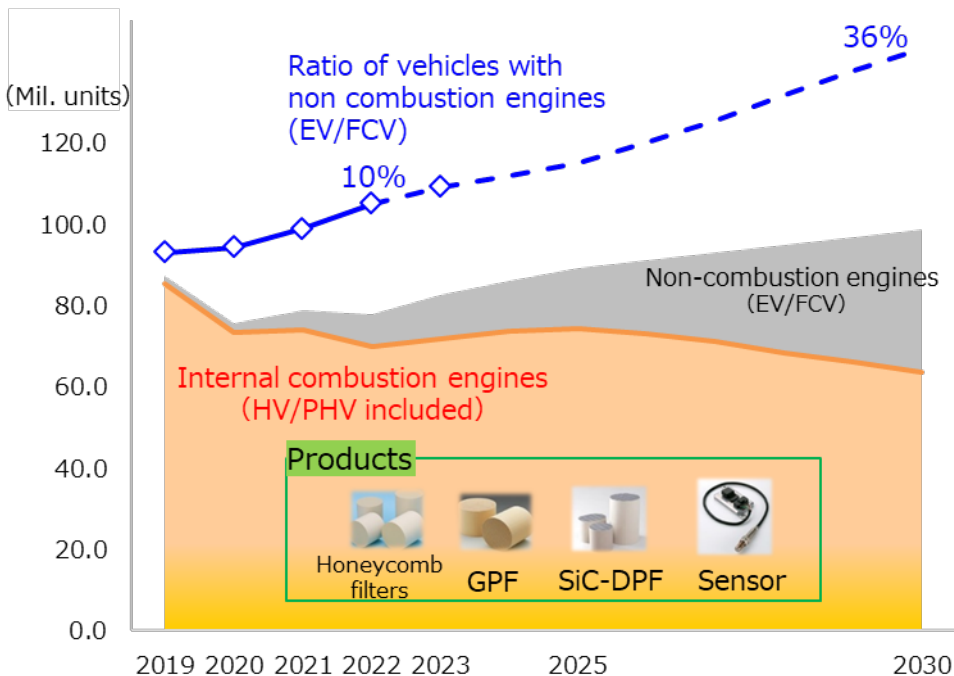 36%
Ratio of vehicles with
non combustion engines
(EV/FCV)
(Mil. units)
120.0
10%
100.0
Non-combustion engines
(EV/FCV)
80.0
Internal combustion engines
(HV/PHV included)
60.0
Products
40.0
Honeycomb
filters
GPF
SiC-DPF
Sensor
20.0
0.0
2019 2020 2021 2022 2023 2025 2030